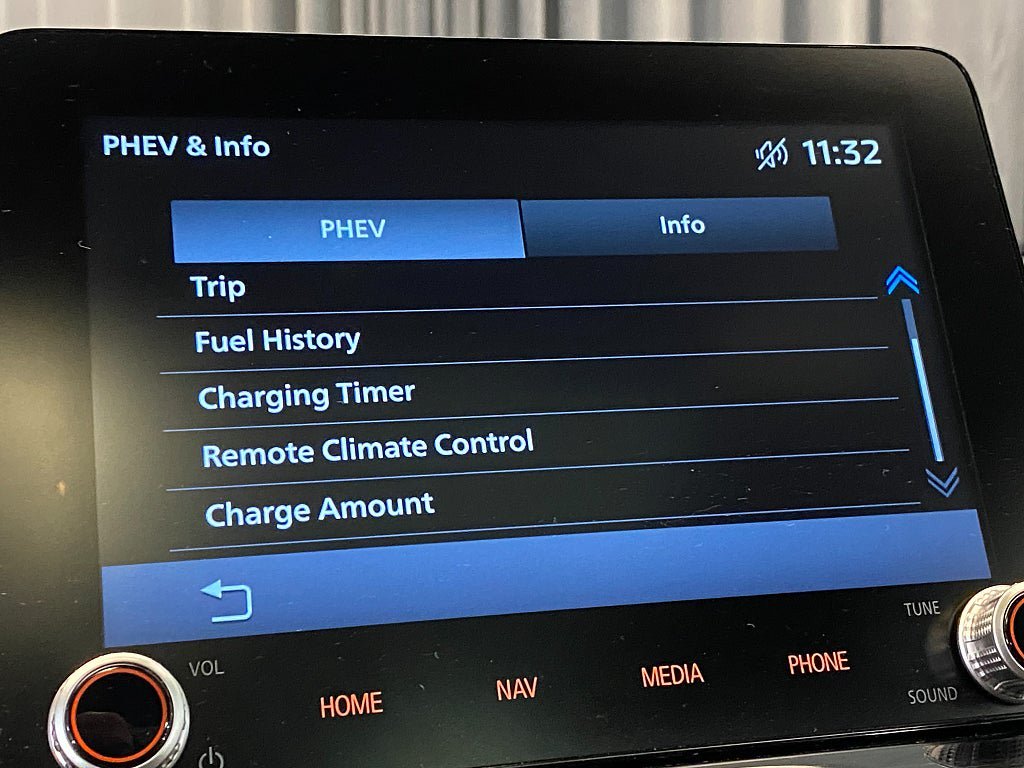 PHEV & Info
11:32
PHEV
Info
Trip
Fuel History
Charging Timer
Remote Climate Control
Charge Amount
TUNE
VOL
HOME
NAV
MEDIA
PHONE
SOUND